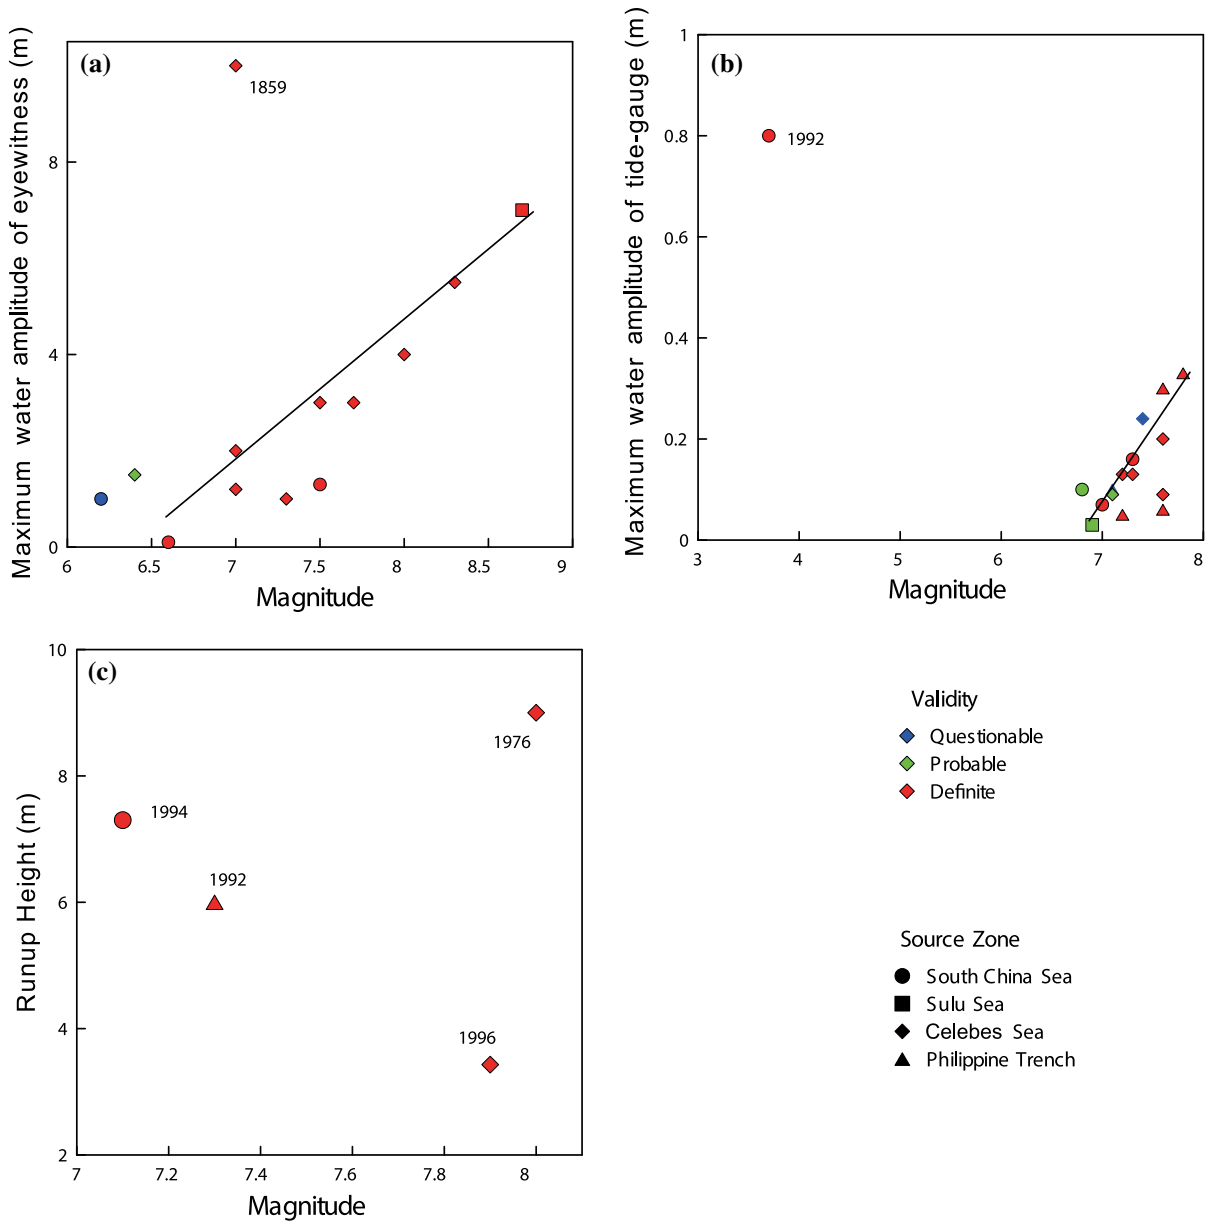 (a)
Maximum water amplitude of eyewitness (m)
8
4
0
1859
6 6.5 7 7.5 8 8.5 9
Magnitude
(b)
Maximum water amplitude of tide-gauge (m)
1
0.8
0.6
0.4
0.2
0
1992
3 4 5 6 7 8
Magnitude
(c)
Runup Height (m)
10
8
6
4
2
1976
1994
1992
1996
7 7.2 7.4 7.6 7.8 8
Magnitude
Validity
Questionable
Probable
Definite
Source Zone
South China Sea
Sulu Sea
Celebes Sea
Philippine Trench